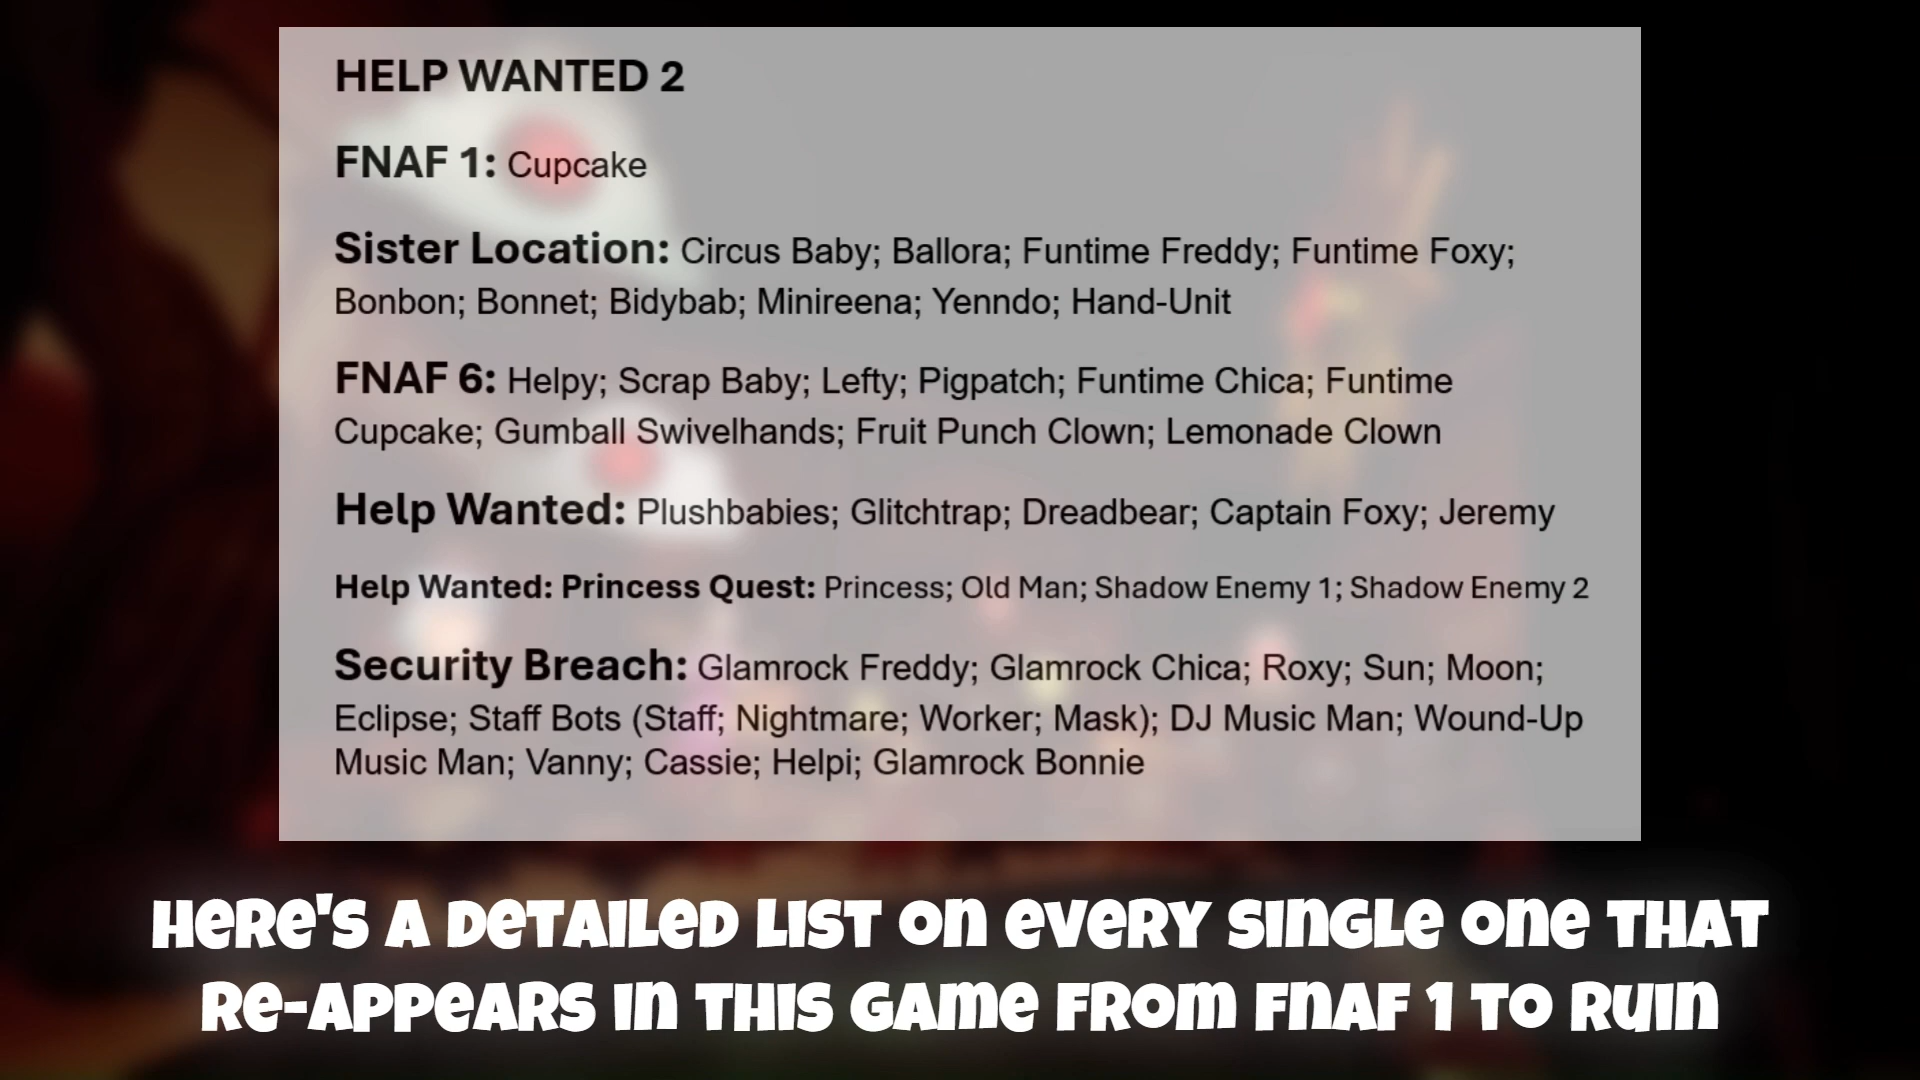 HELP WANTED 2
FNAF 1: Cupcake
Sister Location: Circus Baby; Ballora; Funtime Freddy; Funtime Foxy;
Bonbon; Bonnet; Bidybab; Minireena; Yenndo; Hand-Unit
FNAF 6: Helpy; Scrap Baby; Lefty; Pigpatch; Funtime Chica; Funtime
Cupcake; Gumball Swivelhands; Fruit Punch Clown; Lemonade Clown
Help Wanted: Plushbabies; Glitchtrap; Dreadbear; Captain Foxy; Jeremy
Help Wanted: Princess Quest: Princess; Old Man; Shadow Enemy 1; Shadow Enemy 2
Security Breach: Glamrock Freddy; Glamrock Chica; Roxy; Sun; Moon;
Eclipse; Staff Bots (Staff; Nightmare; Worker; Mask); DJ Music Man; Wound-Up
Music Man; Vanny; Cassie; Helpi; Glamrock Bonnie
Here's a detailed list on every single one that
re-appears in this game from FNAF 1 to Ruin